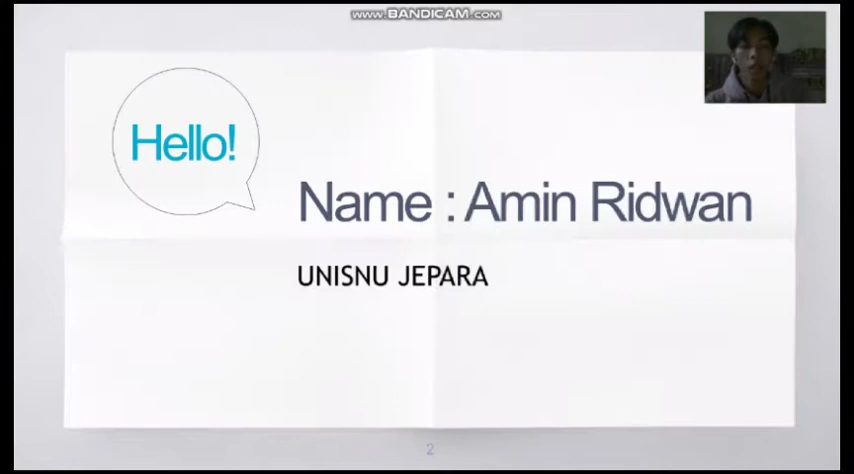 www.BANDICAM.com
Hello!
Name : Amin Ridwan
UNISNU JEPARA
2